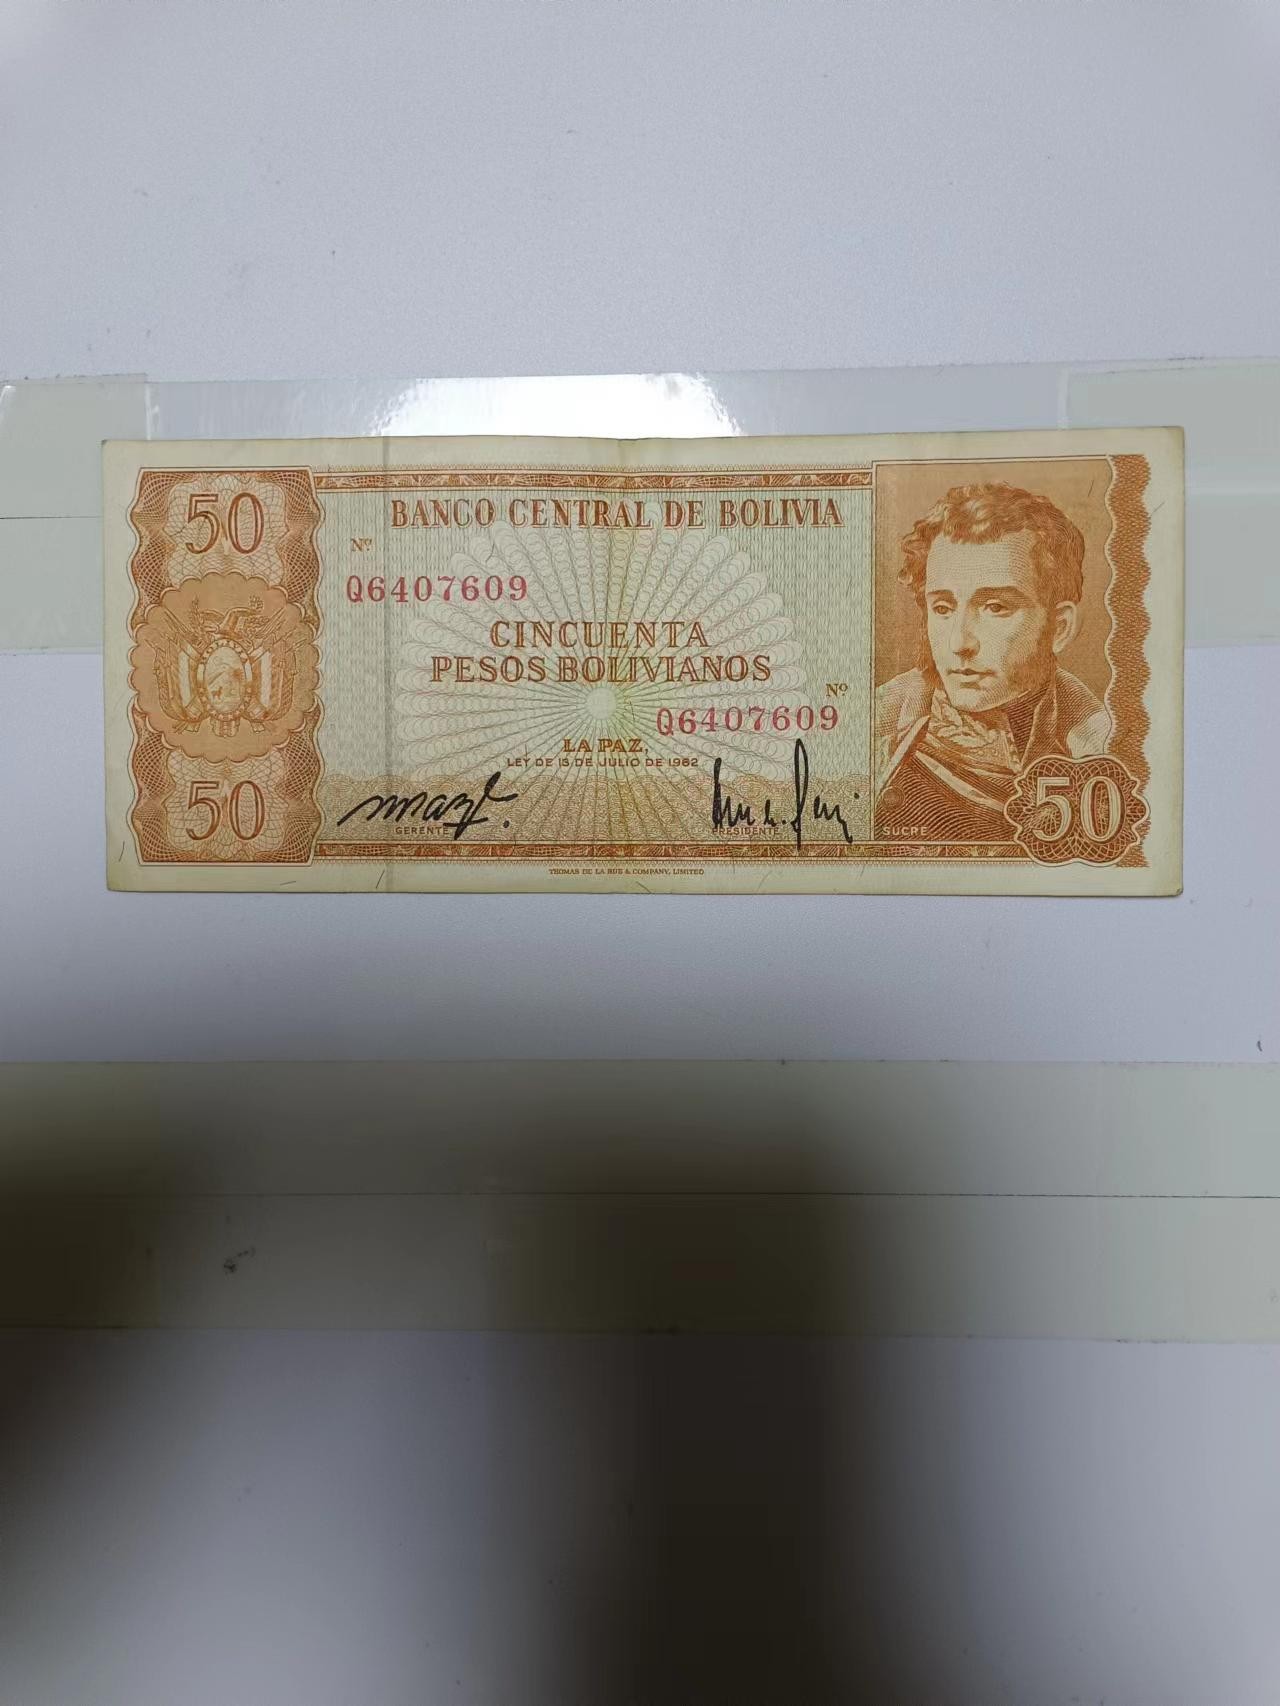 50
BANCO CENTRAL DE BOLIVIA
Nº
Q6407609
CINCUENTA
PESOS BOLIVIANOS
Nº
Q6407609
LA PAZ,
LEY DE 13 DE JULIO DE 1962
50
GERENTE
PRESIDENTE
SUCRE
50
THOMAS DE LA RUE & COMPANY, LIMITED